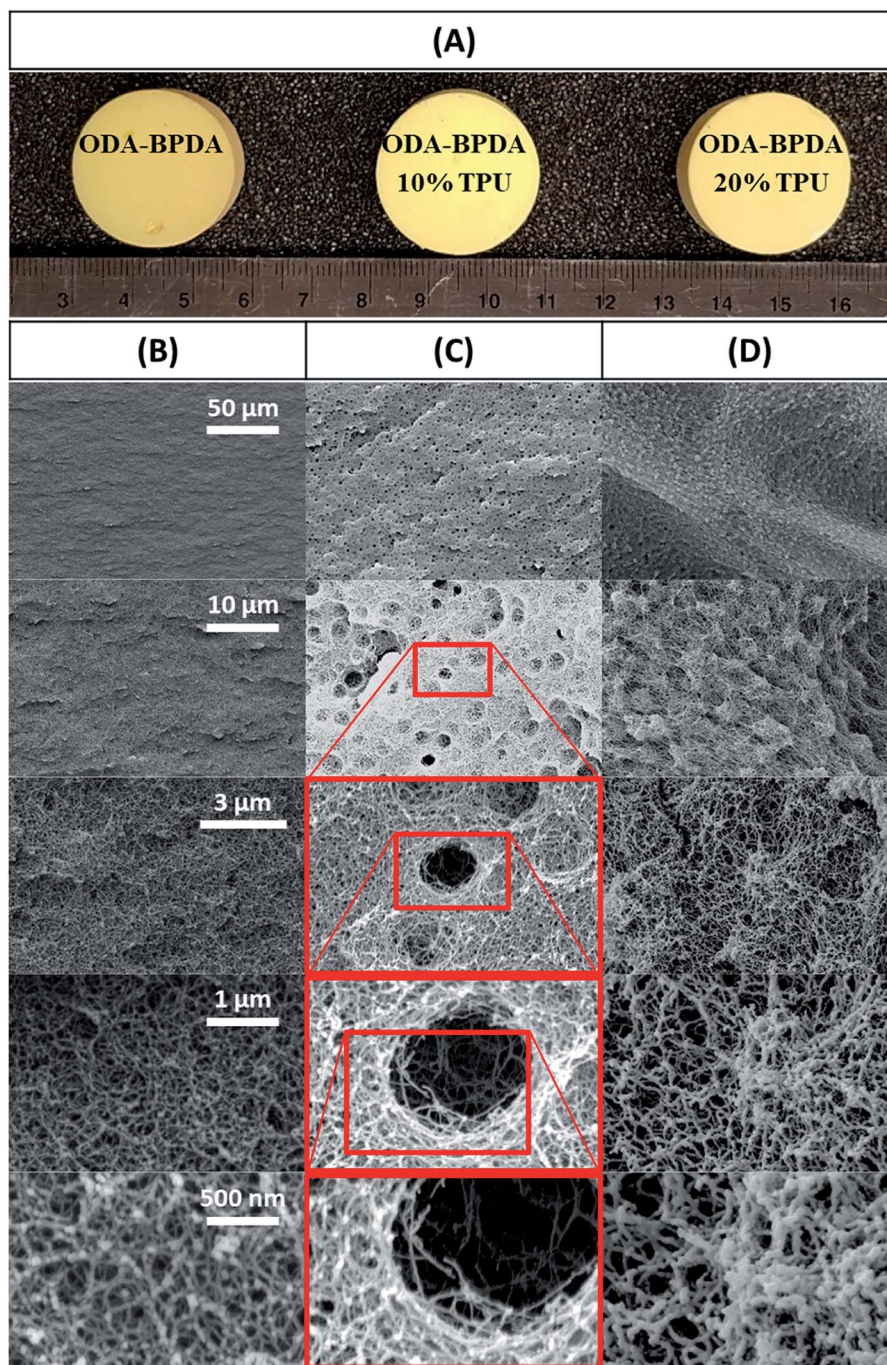 (A)
ODA-BPDA
ODA-BPDA
10% TPU
ODA-BPDA
20% TPU
3 4 5 6 7 8 9 10 11 12 13 14 15 16
(B) (C) (D)
50 µm
10 µm
3 µm
1 µm
500 nm